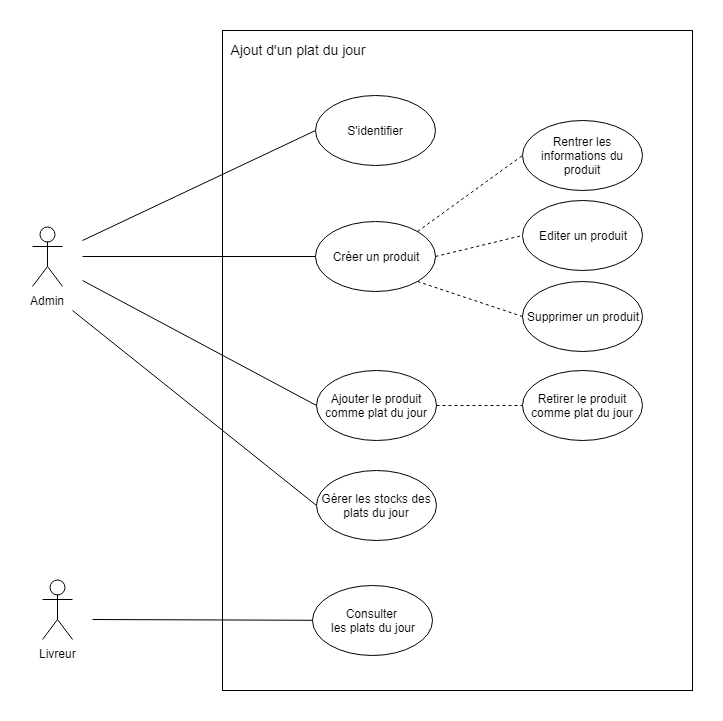 Ajout d'un plat du jour
S'identifier
Rentrer les
informations du
produit
Editer un produit
Créer un produit
Admin
Supprimer un produit
Ajouter le produit
comme plat du jour
Retirer le produit
comme plat du jour
Gérer les stocks des
plats du jour
Consulter
les plats du jour
Livreur